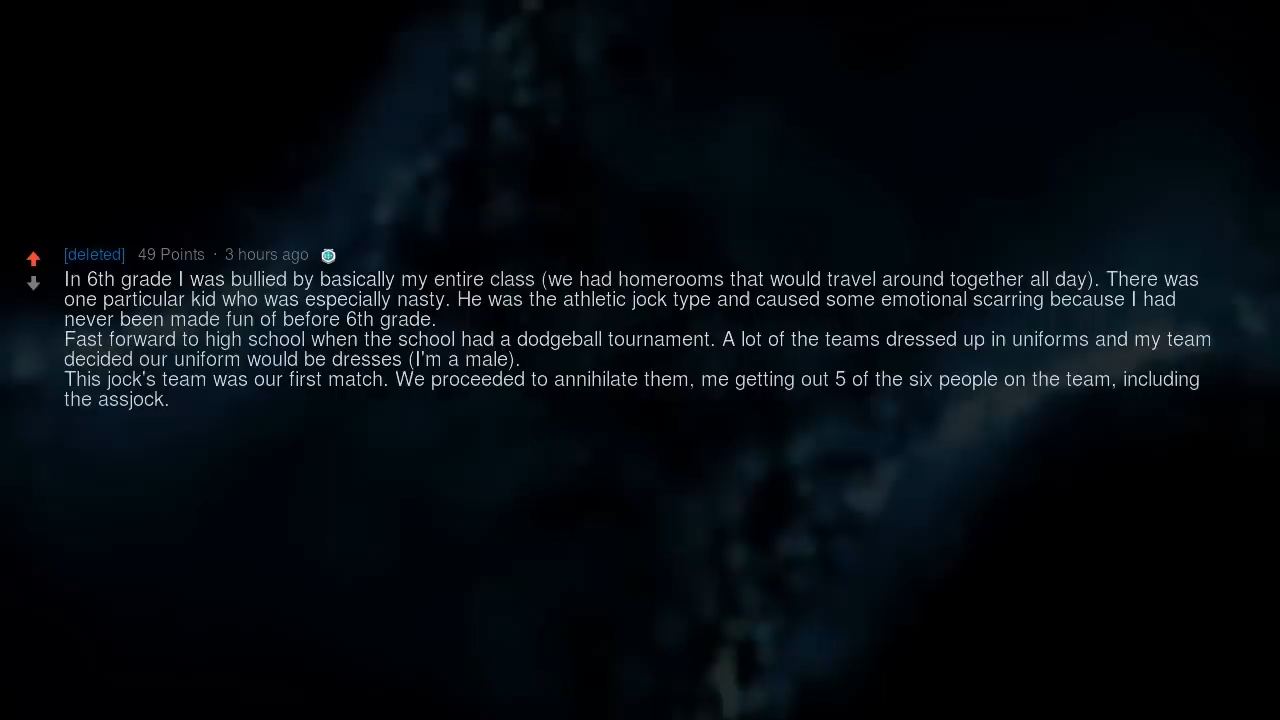 [deleted] 49 Points · 3 hours ago
In 6th grade I was bullied by basically my entire class (we had homerooms that would travel around together all day). There was
one particular kid who was especially nasty. He was the athletic jock type and caused some emotional scarring because I had
never been made fun of before 6th grade.
Fast forward to high school when the school had a dodgeball tournament. A lot of the teams dressed up in uniforms and my team
decided our uniform would be dresses (I'm a male).
This jock's team was our first match. We proceeded to annihilate them, me getting out 5 of the six people on the team, including
the assjock.